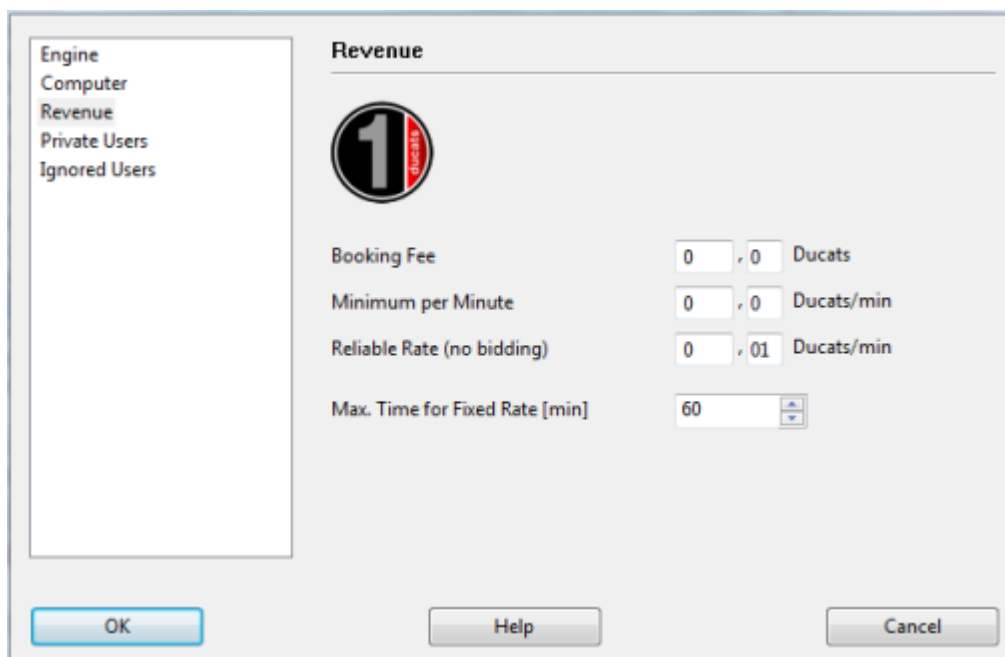 Engine
Computer
Revenue
Private Users
Ignored Users
Revenue
1 ducats
Booking Fee 0 , 0 Ducats
Minimum per Minute 0 , 0 Ducats/min
Reliable Rate (no bidding) 0 , 01 Ducats/min
Max. Time for Fixed Rate [min] 60
OK Help Cancel